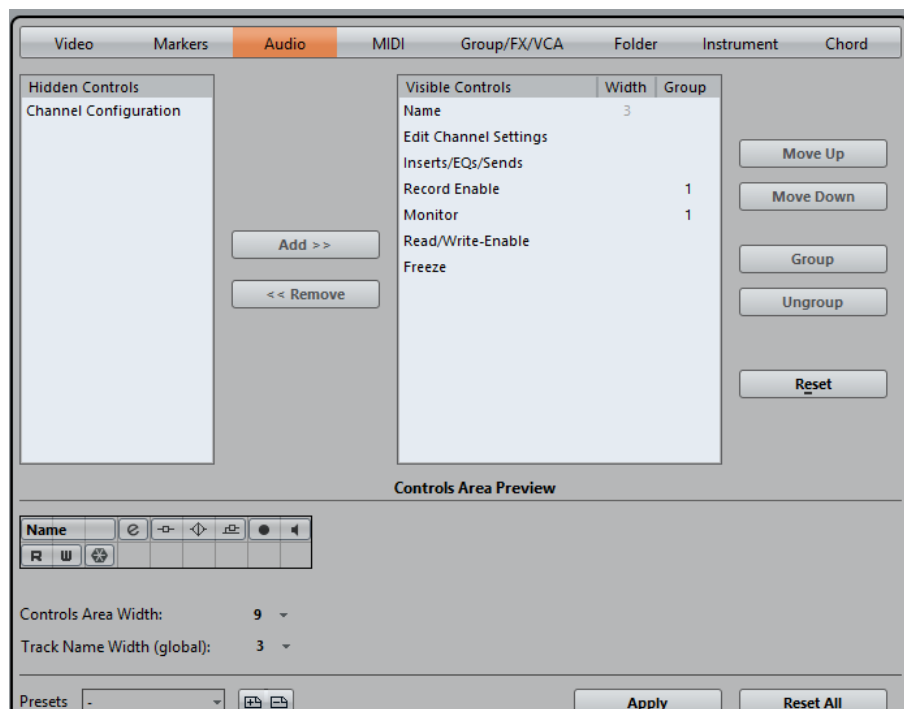 Video Markers Audio MIDI Group/FX/VCA Folder Instrument Chord
Hidden Controls
Channel Configuration
Add >>
<< Remove
Visible Controls Width Group
Name 3
Edit Channel Settings
Inserts/EQs/Sends
Record Enable 1
Monitor 1
Read/Write-Enable
Freeze
Move Up
Move Down
Group
Ungroup
Reset
Controls Area Preview
Name e
R W
Controls Area Width: 9
Track Name Width (global): 3
Presets - Apply Reset All